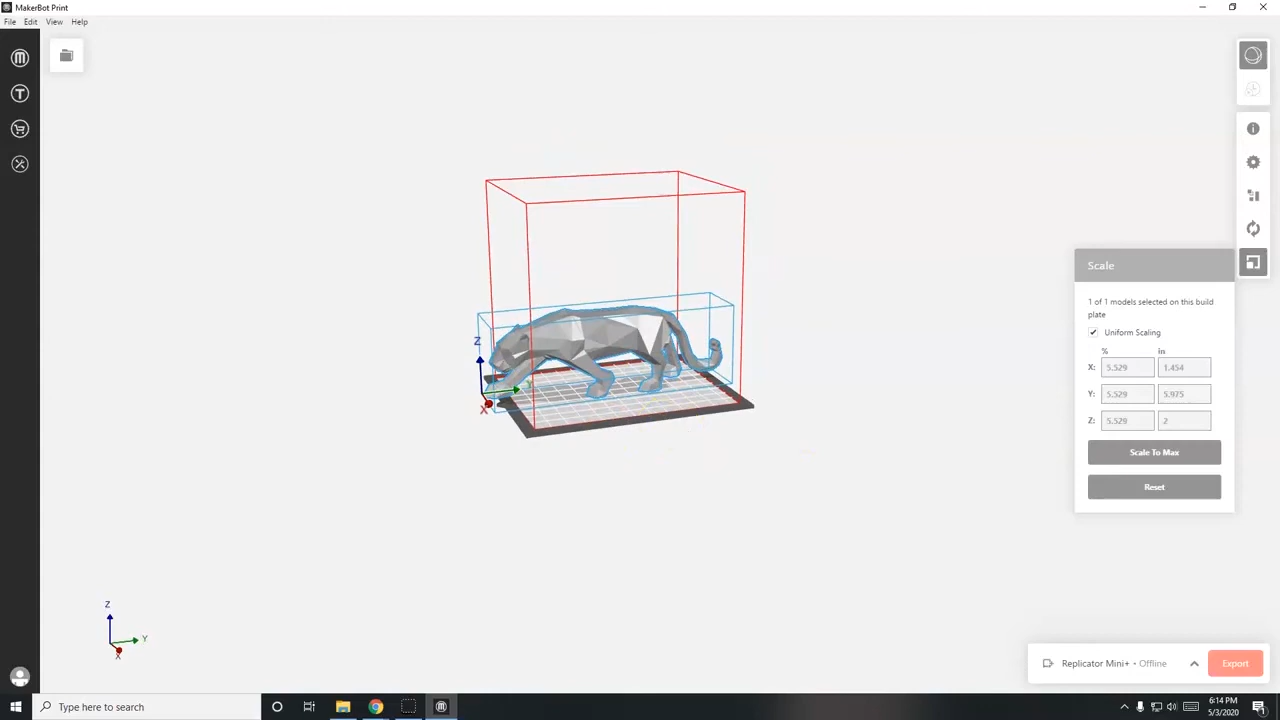 MakerBot Print
File Edit View Help
Scale
1 of 1 models selected on this build
plate
Uniform Scaling
% in
X: 5.529 1.454
Y: 5.529 5.975
Z: 5.529 2
Scale To Max
Reset
Z
X
Z
Y
X
Replicator Mini+ • Offline
Export
Type here to search
6:14 PM
5/3/2020
1